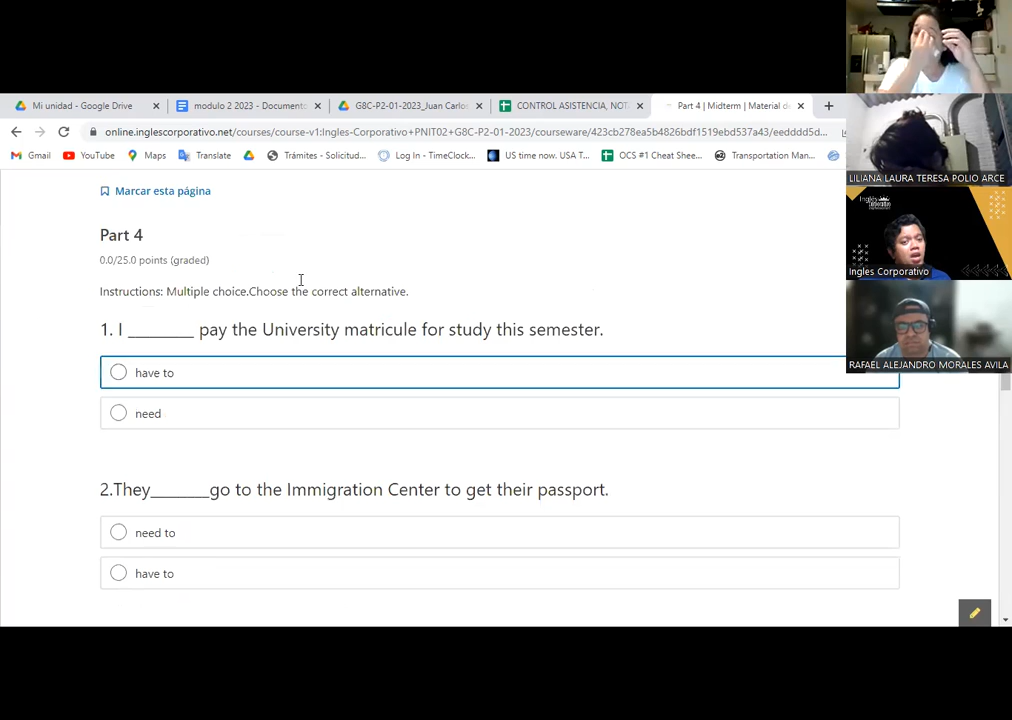 Mi unidad - Google Drive
modulo 2 2023 - Documento
G8C-P2-01-2023_Juan Carlos
CONTROL ASISTENCIA, NOT
Part 4 | Midterm | Material de
online.inglescorporativo.net/courses/course-v1:Ingles-Corporativo+PNIT02+G8C-P2-01-2023/courseware/423cb278ea5b4826bdf1519ebd537a43/eedddd5d...
Gmail
YouTube
Maps
Translate
Trámites - Solicitud...
Log In - TimeClock...
US time now. USA T...
OCS #1 Cheat Shee...
Transportation Man...
Marcar esta página
Part 4
0.0/25.0 points (graded)
Instructions: Multiple choice.Choose the correct alternative.
1. I ________ pay the University matricule for study this semester.
have to
need
2.They_______go to the Immigration Center to get their passport.
need to
have to
LILIANA LAURA TERESA POLIO ARCE
Inglés
Ingles Corporativo
RAFAEL ALEJANDRO MORALES AVILA